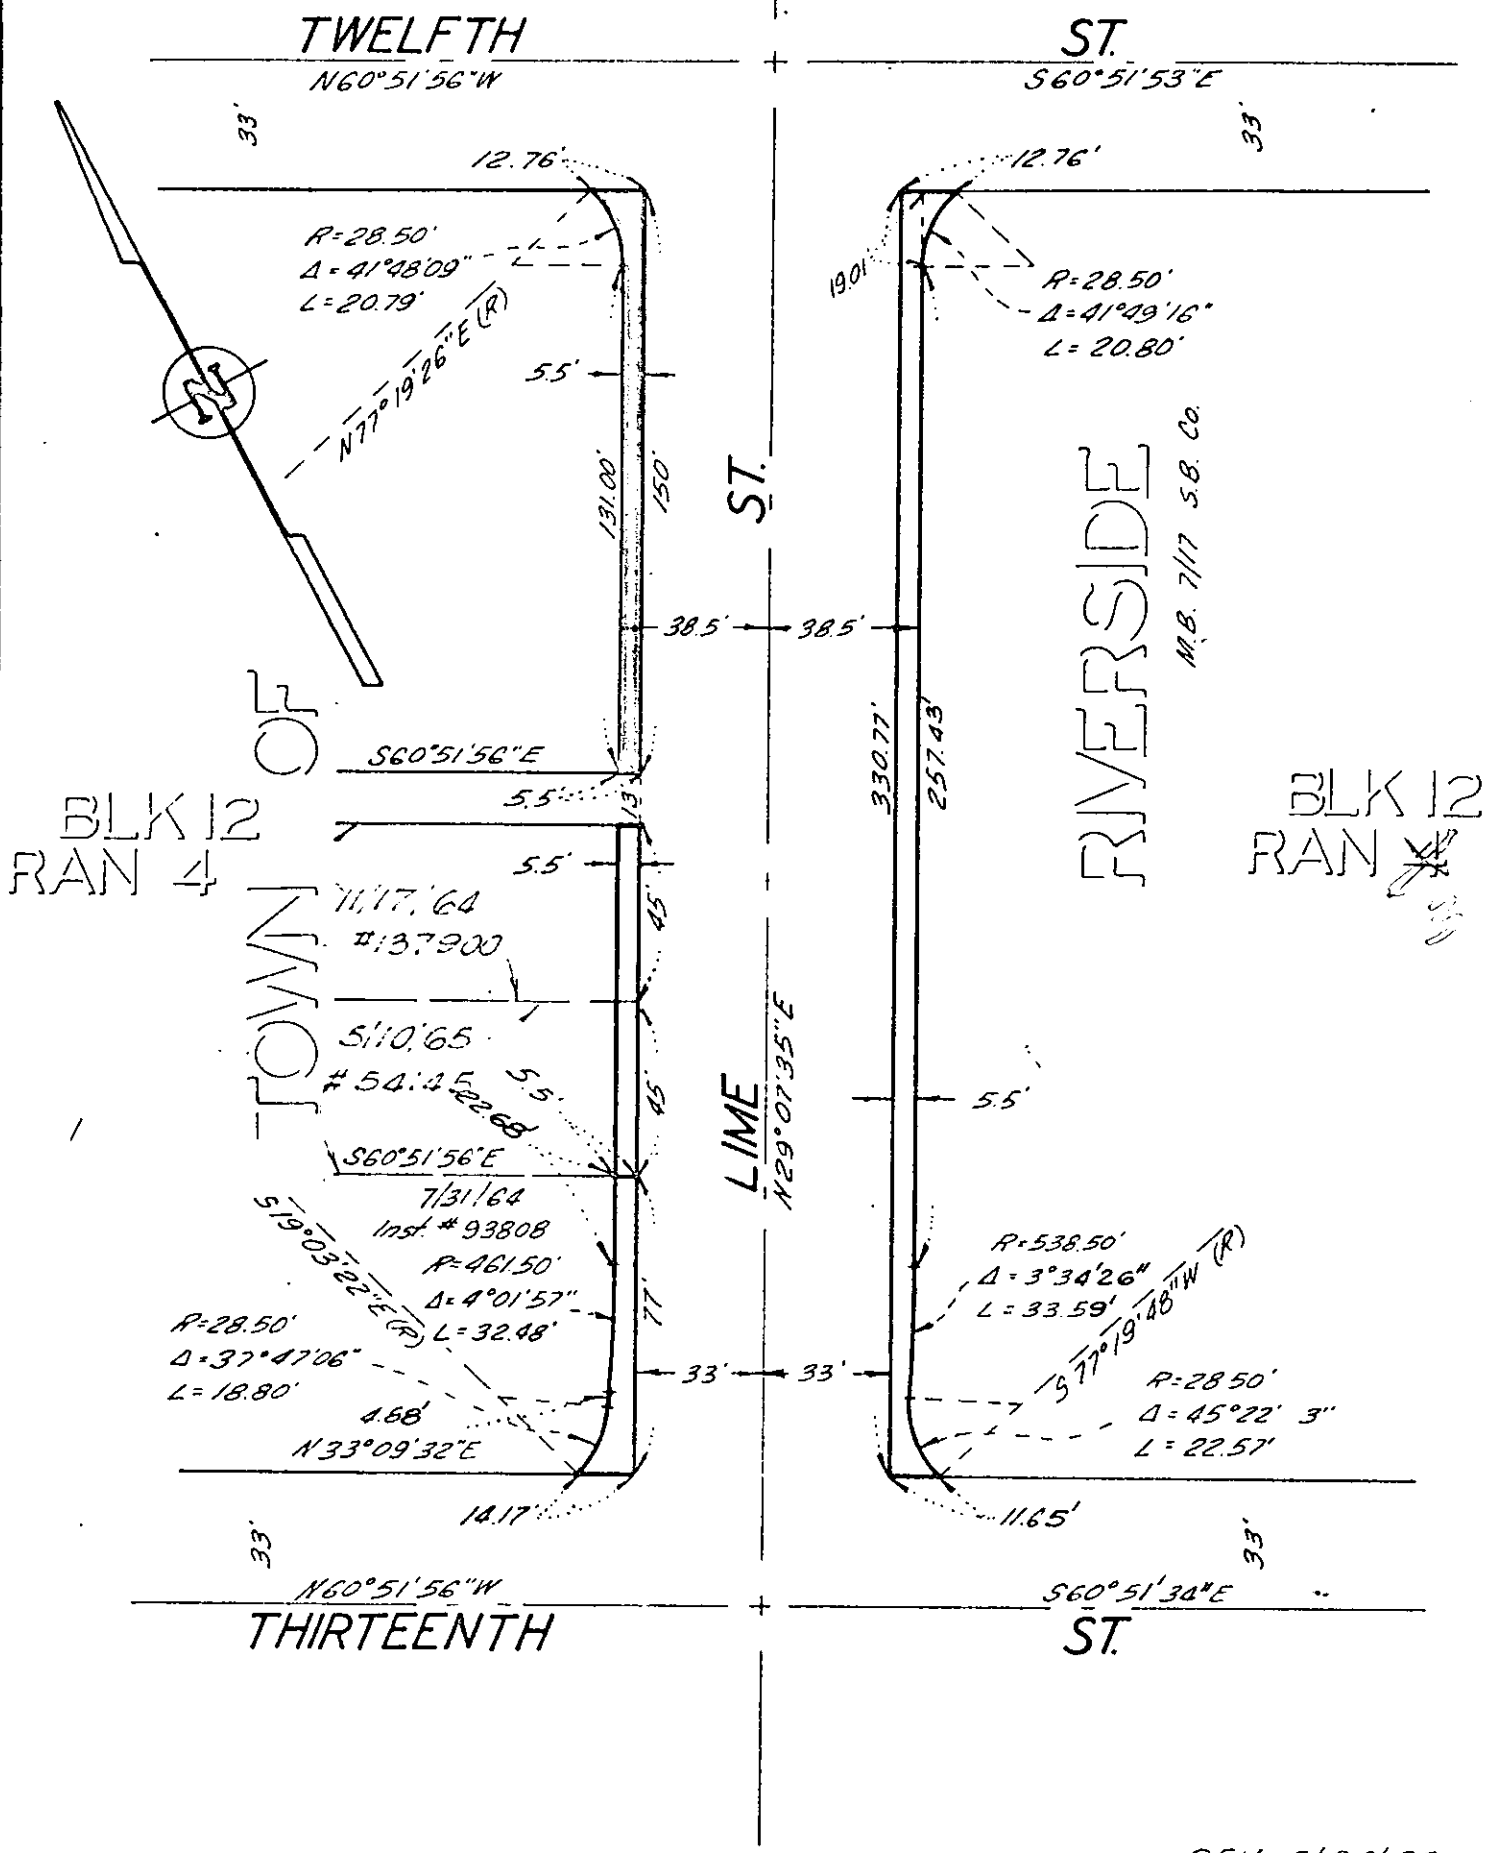 TWELFTH ST.
N60°51'56"W
S60°51'53"E
33'
33'
12.76'
12.76'
R=28.50'
Δ=41°48'09"
L=20.79'
N77°19'26"E (R)
19.01'
R=28.50'
Δ=41°49'16"
L=20.80'
N
5.5'
131.00'
150'
LIME ST.
N29°07'35"E
38.5'
38.5'
TOWN OF RIVERSIDE
M.B. 7/17 S.B. Co.
330.77'
257.43'
S60°51'56"E
5.5'
13'
BLK 12
RAN 4
BLK 12
RAN
5.5'
45'
11,17,'64
#137900
5,10,'65
5.5'
22.68'
45'
5.5'
S60°51'56"E
7/31/64
Inst. #93808
R=461.50'
Δ=4°01'57"
L=32.48'
77'
S19°03'22"E (R)
R=28.50'
Δ=37°47'06"
L=18.80'
4.68'
N33°09'32"E
33'
33'
R=538.50'
Δ=3°34'26"
L=33.59'
S77°19'48"W (R)
R=28.50'
L=22.57'
14.17'
11.65'
33'
33'
N60°51'56"W
S60°51'34"E
THIRTEENTH ST.